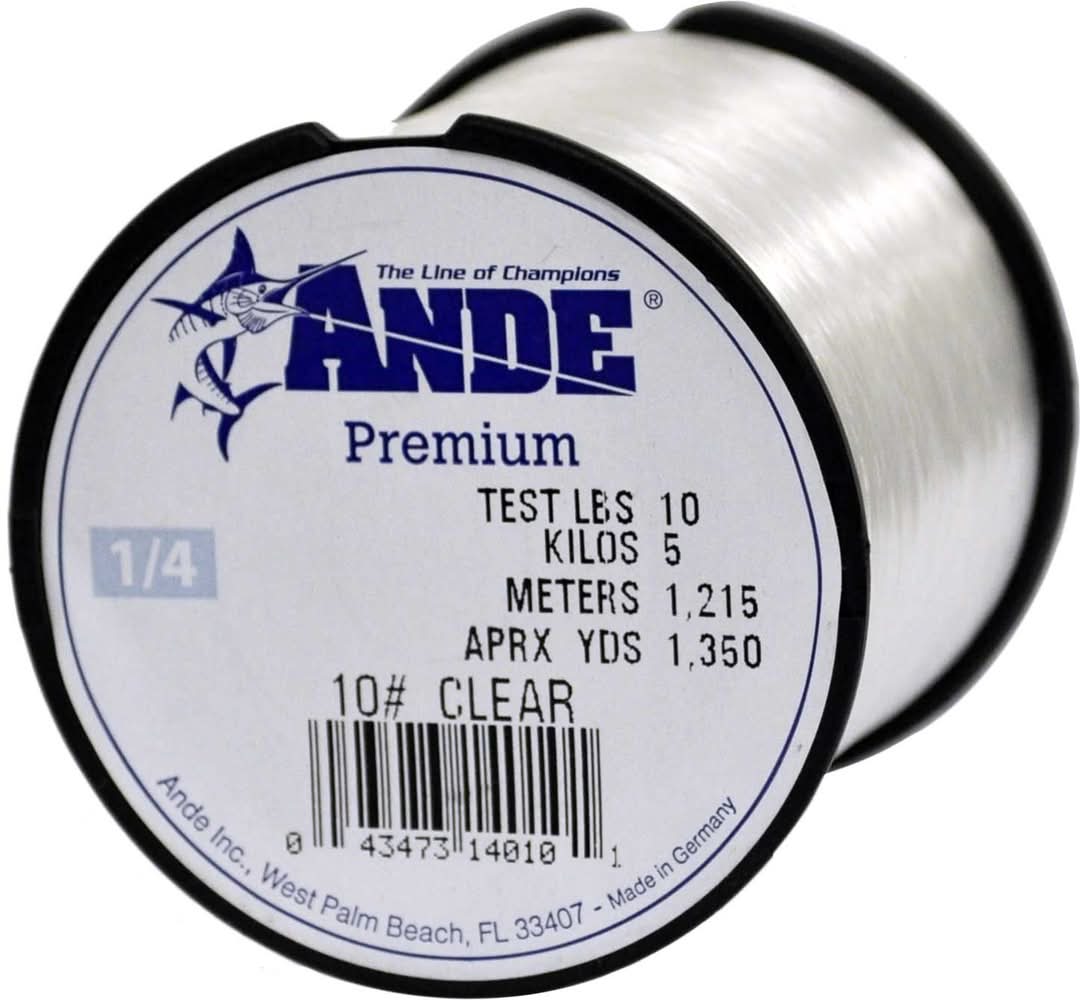 The Line of Champions
ANDE®
Premium
TEST LBS 10
KILOS 5
1/4
METERS 1,215
APRX YDS 1,350
10# CLEAR
0 43473 14010 1
Ande Inc., West Palm Beach, FL 33407 - Made in Germany